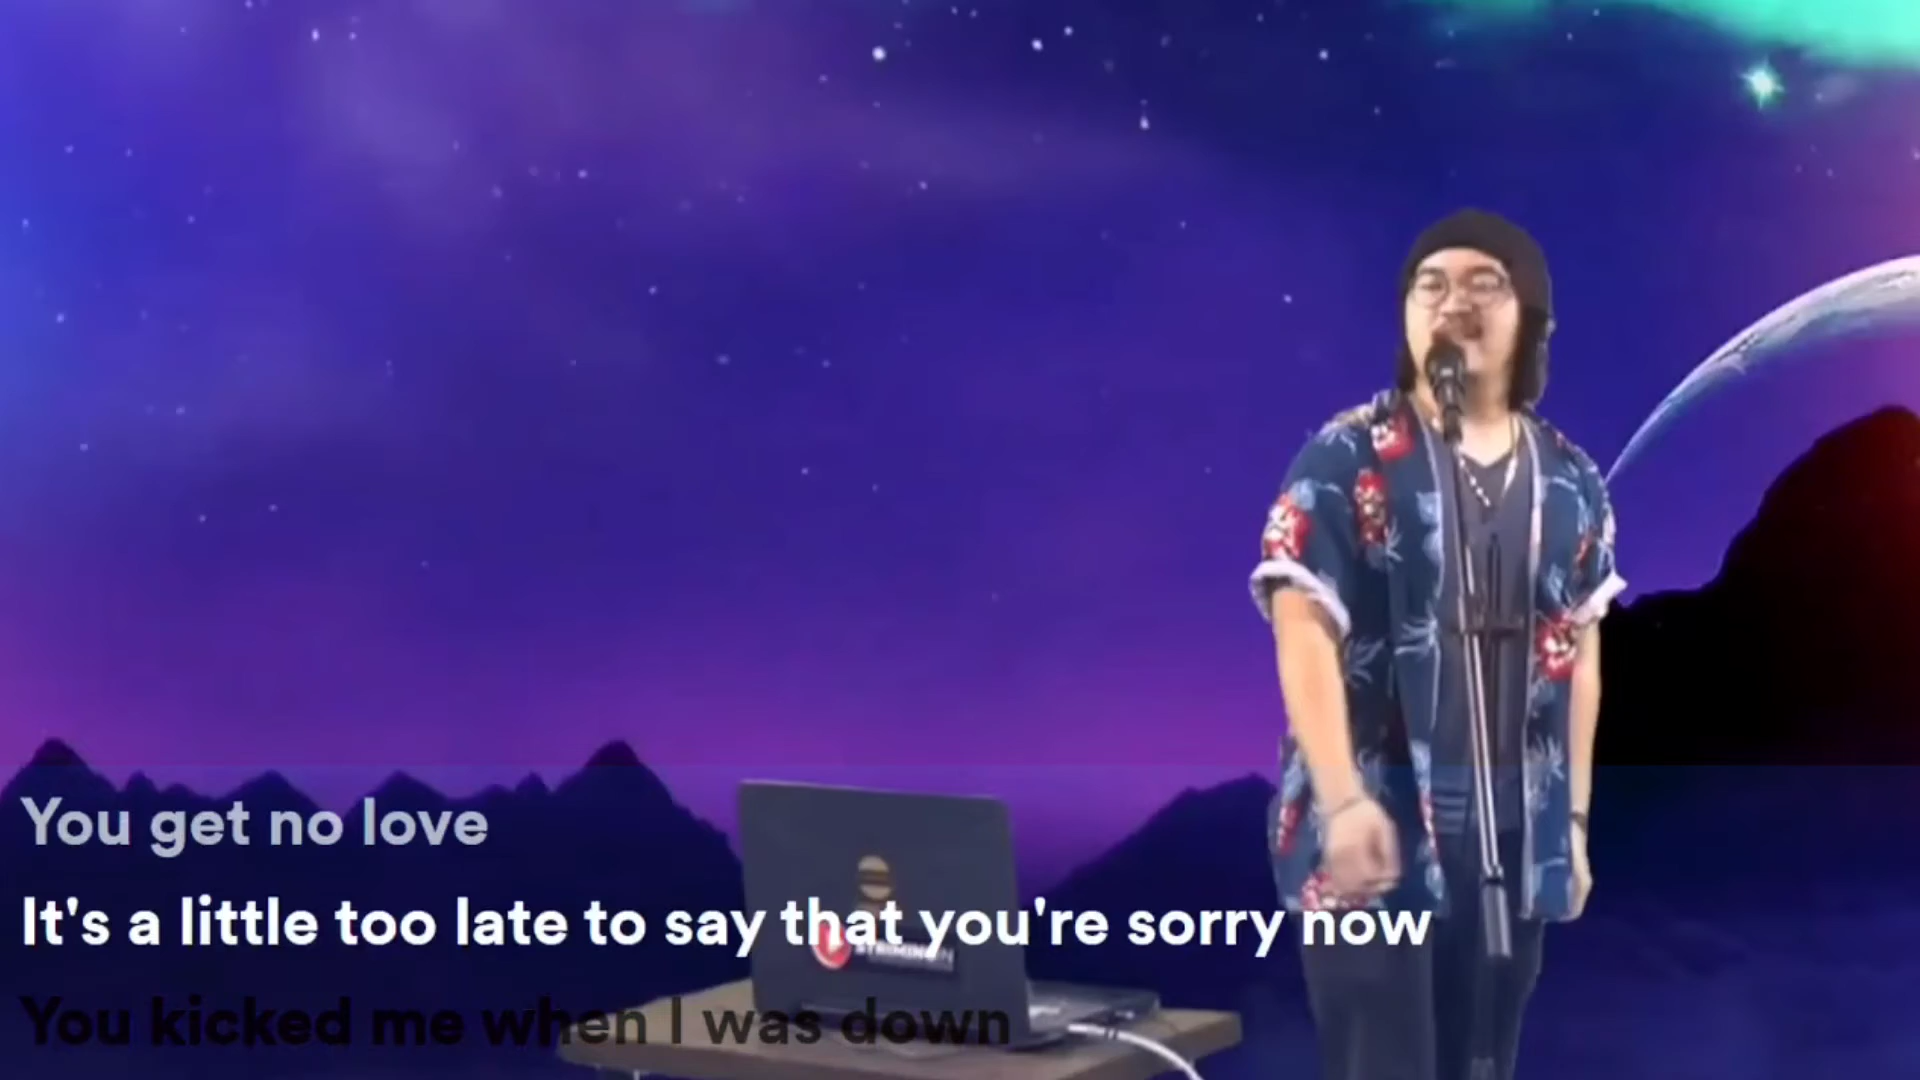 You get no love
It's a little too late to say that you're sorry now
You kicked me when I was down